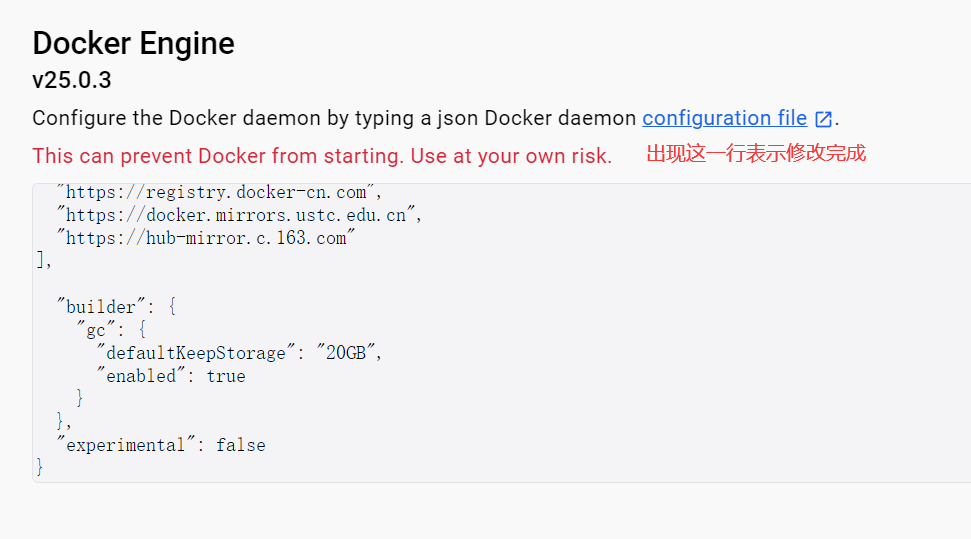 Docker Engine
v25.0.3
Configure the Docker daemon by typing a json Docker daemon configuration file.
This can prevent Docker from starting. Use at your own risk. 出现这一行表示修改完成
"https://registry.docker-cn.com",
"https://docker.mirrors.ustc.edu.cn",
"https://hub-mirror.c.163.com"
],
"builder": {
"gc": {
"defaultKeepStorage": "20GB",
"enabled": true
}
},
"experimental": false
}